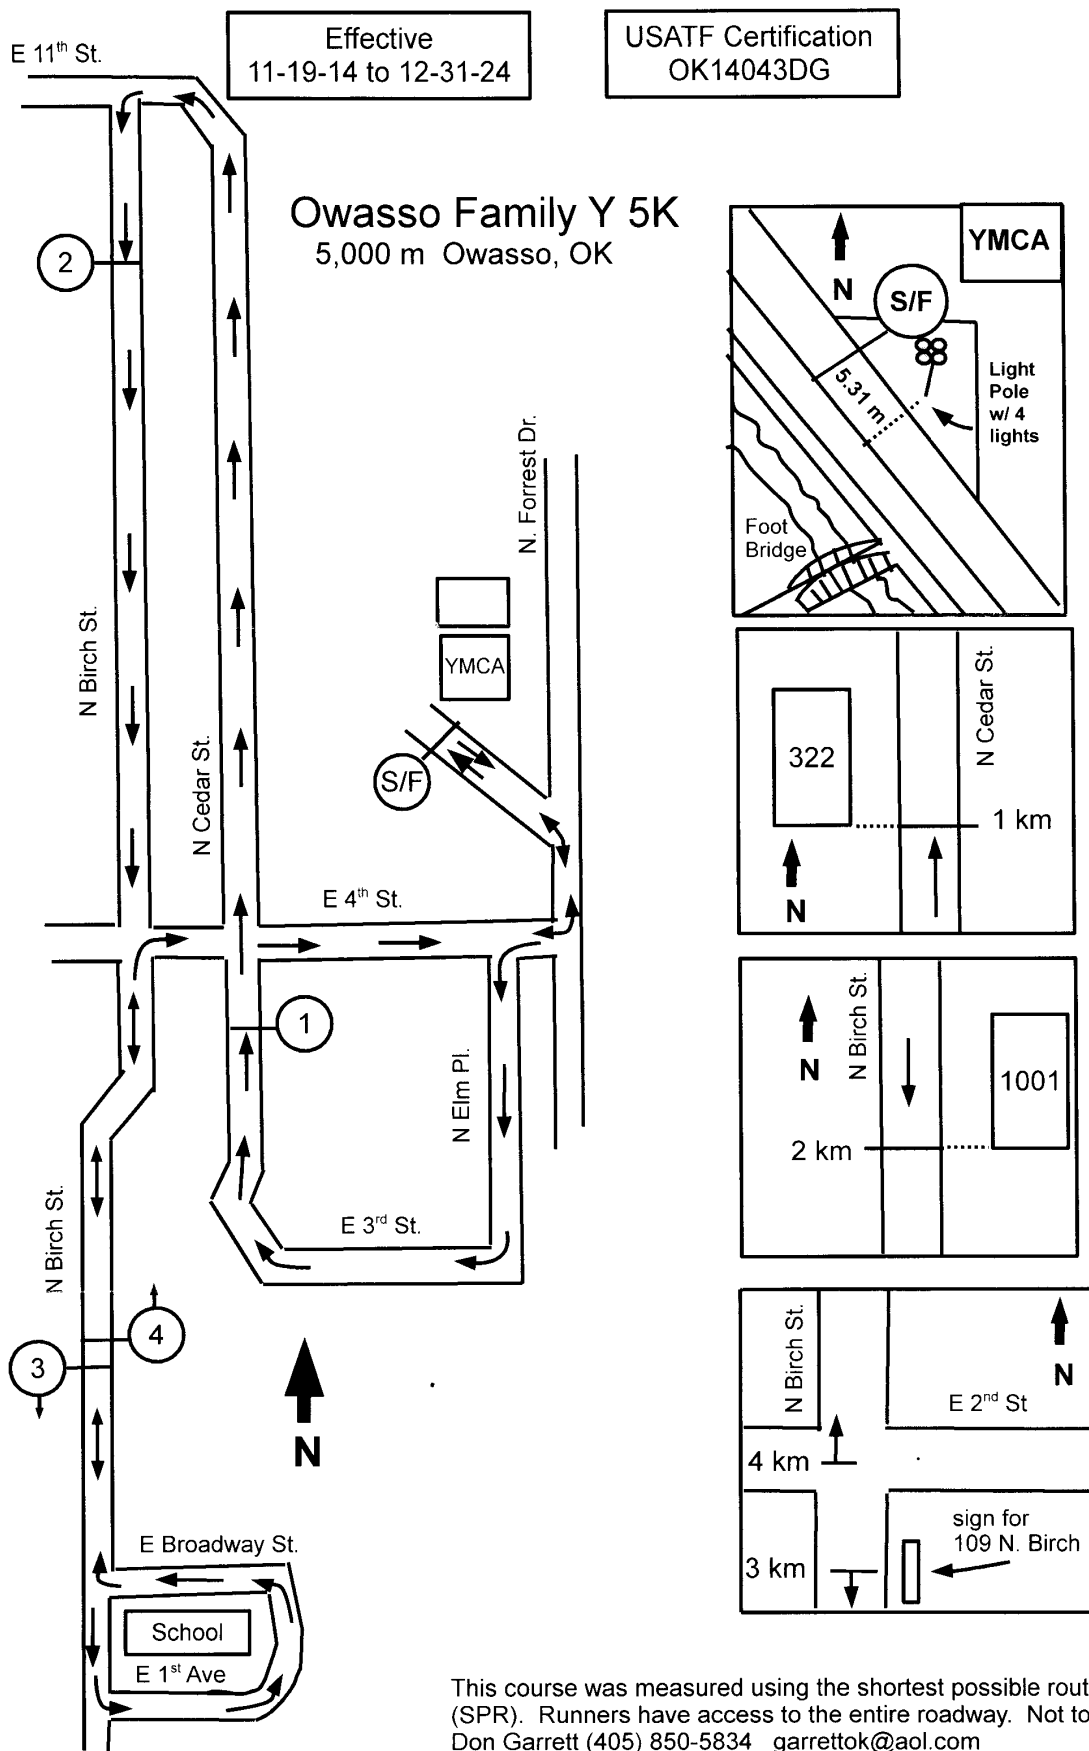 E 11th St.
Effective
11-19-14 to 12-31-24
USATF Certification
OK14043DG
Owasso Family Y 5K
5,000 m Owasso, OK
2
N Birch St.
N Cedar St.
N. Forrest Dr.
YMCA
S/F
E 4th St.
1
N Elm Pl.
E 3rd St.
N Birch St.
4
3
N
E Broadway St.
School
E 1st Ave
YMCA
N
S/F
5.31 m
Light
Pole
w/ 4
lights
Foot
Bridge
322
N Cedar St.
1 km
N
N Birch St.
N
1001
2 km
N Birch St.
N
E 2nd St
4 km
sign for
109 N. Birch
3 km
This course was measured using the shortest possible rout
(SPR). Runners have access to the entire roadway. Not to
Don Garrett (405) 850-5834 garrettok@aol.com